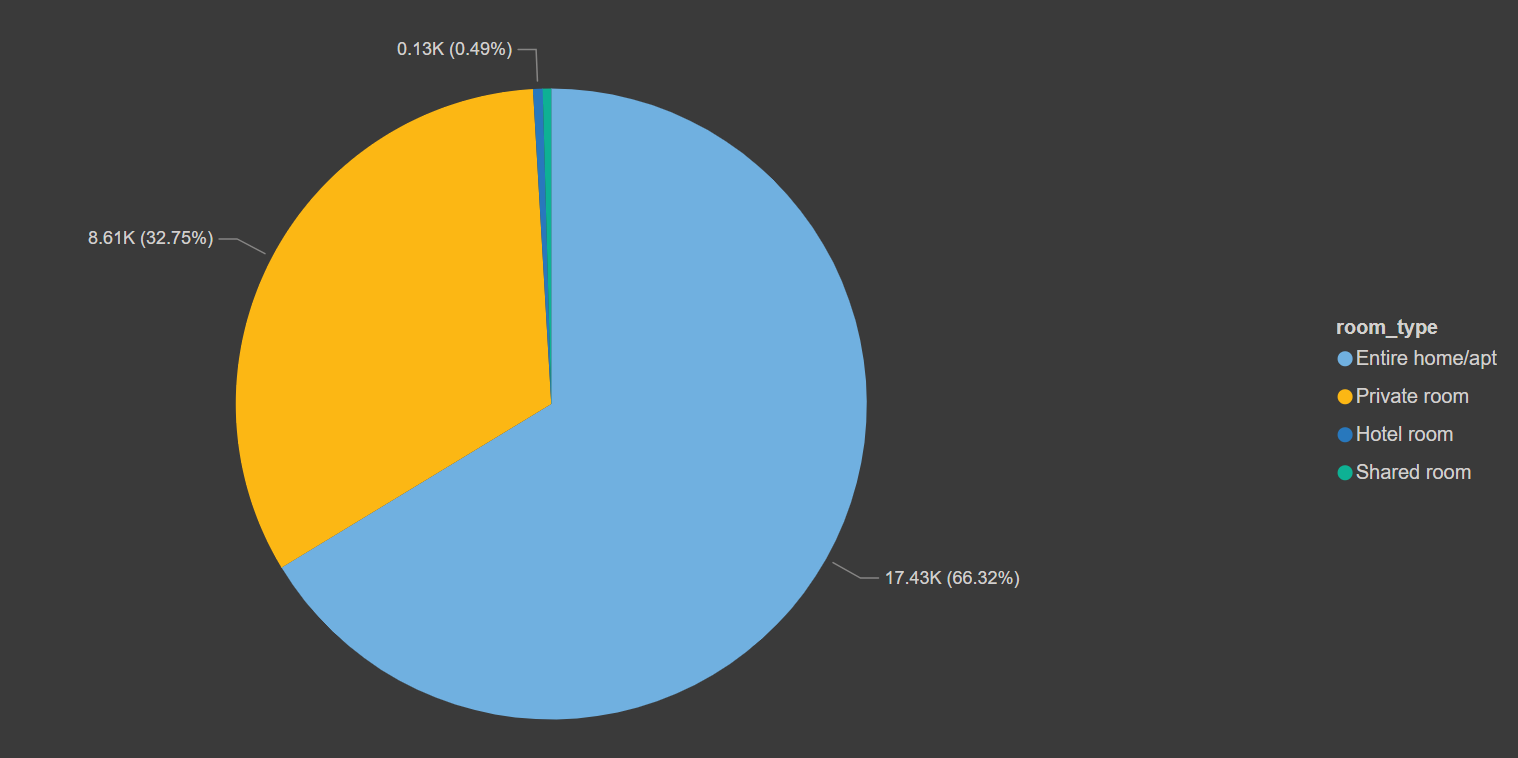 0.13K (0.49%)
8.61K (32.75%)
17.43K (66.32%)
room_type
Entire home/apt
Private room
Hotel room
Shared room